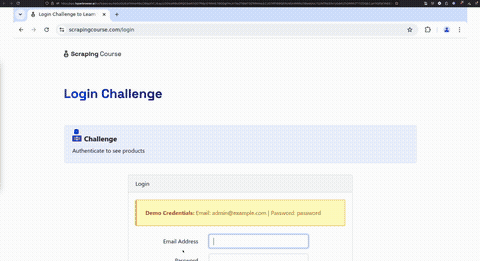 Login Challenge to Learn
scrapingcourse.com/login
Scraping Course
Login Challenge
Challenge
Authenticate to see products
Login
Demo Credentials: Email: admin@example.com | Password: password
Email Address
Password